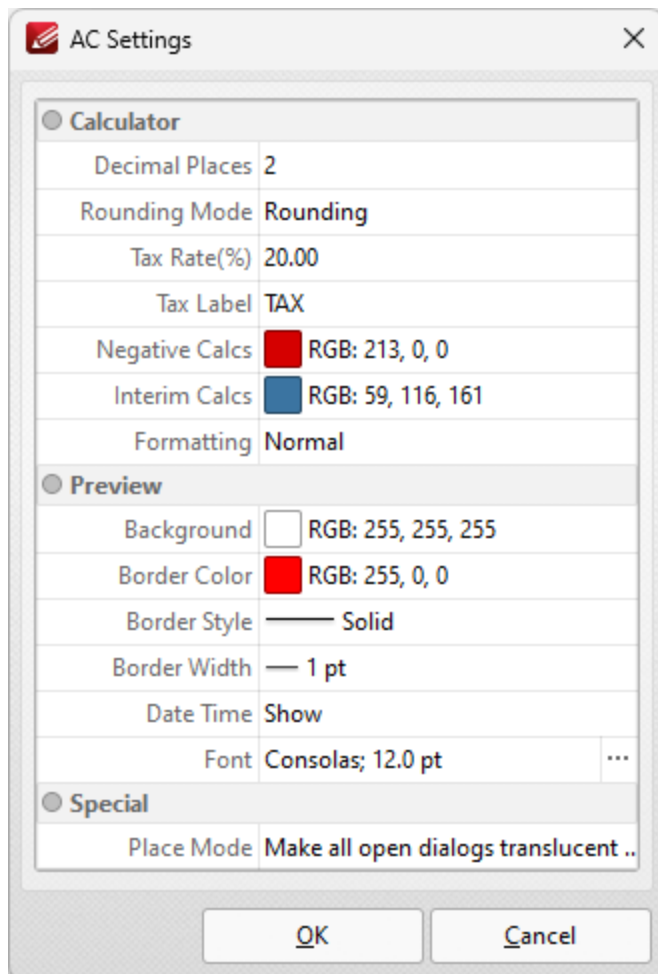 AC Settings
Calculator
Decimal Places 2
Rounding Mode Rounding
Tax Rate(%) 20.00
Tax Label TAX
Negative Calcs RGB: 213, 0, 0
Interim Calcs RGB: 59, 116, 161
Formatting Normal
Preview
Background RGB: 255, 255, 255
Border Color RGB: 255, 0, 0
Border Style Solid
Border Width 1 pt
Date Time Show
Font Consolas; 12.0 pt ...
Special
Place Mode Make all open dialogs translucent ..
OK Cancel